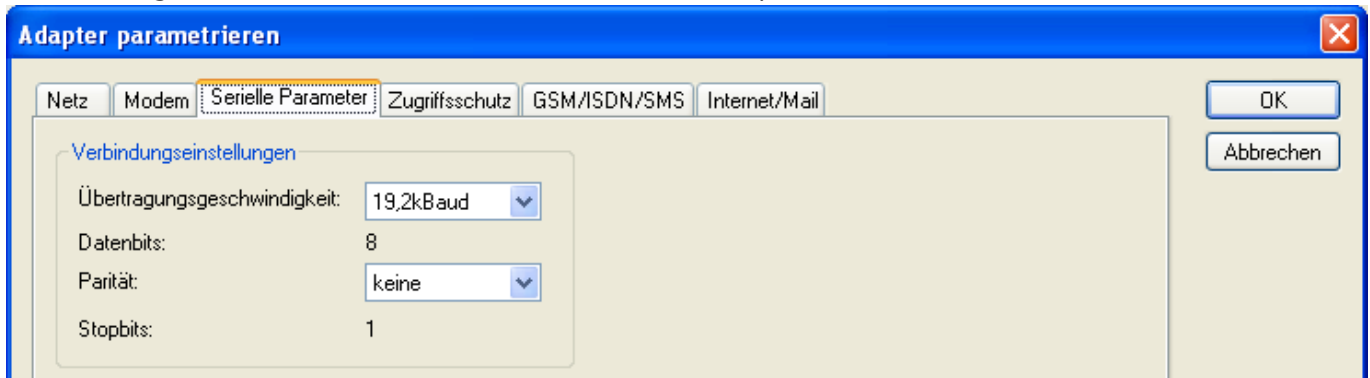 Adapter parametrieren
Netz Modem Serielle Parameter Zugriffsschutz GSM/ISDN/SMS Internet/Mail
OK
Verbindungseinstellungen
Abbrechen
Übertragungsgeschwindigkeit: 19,2kBaud
Datenbits: 8
Parität: keine
Stopbits: 1